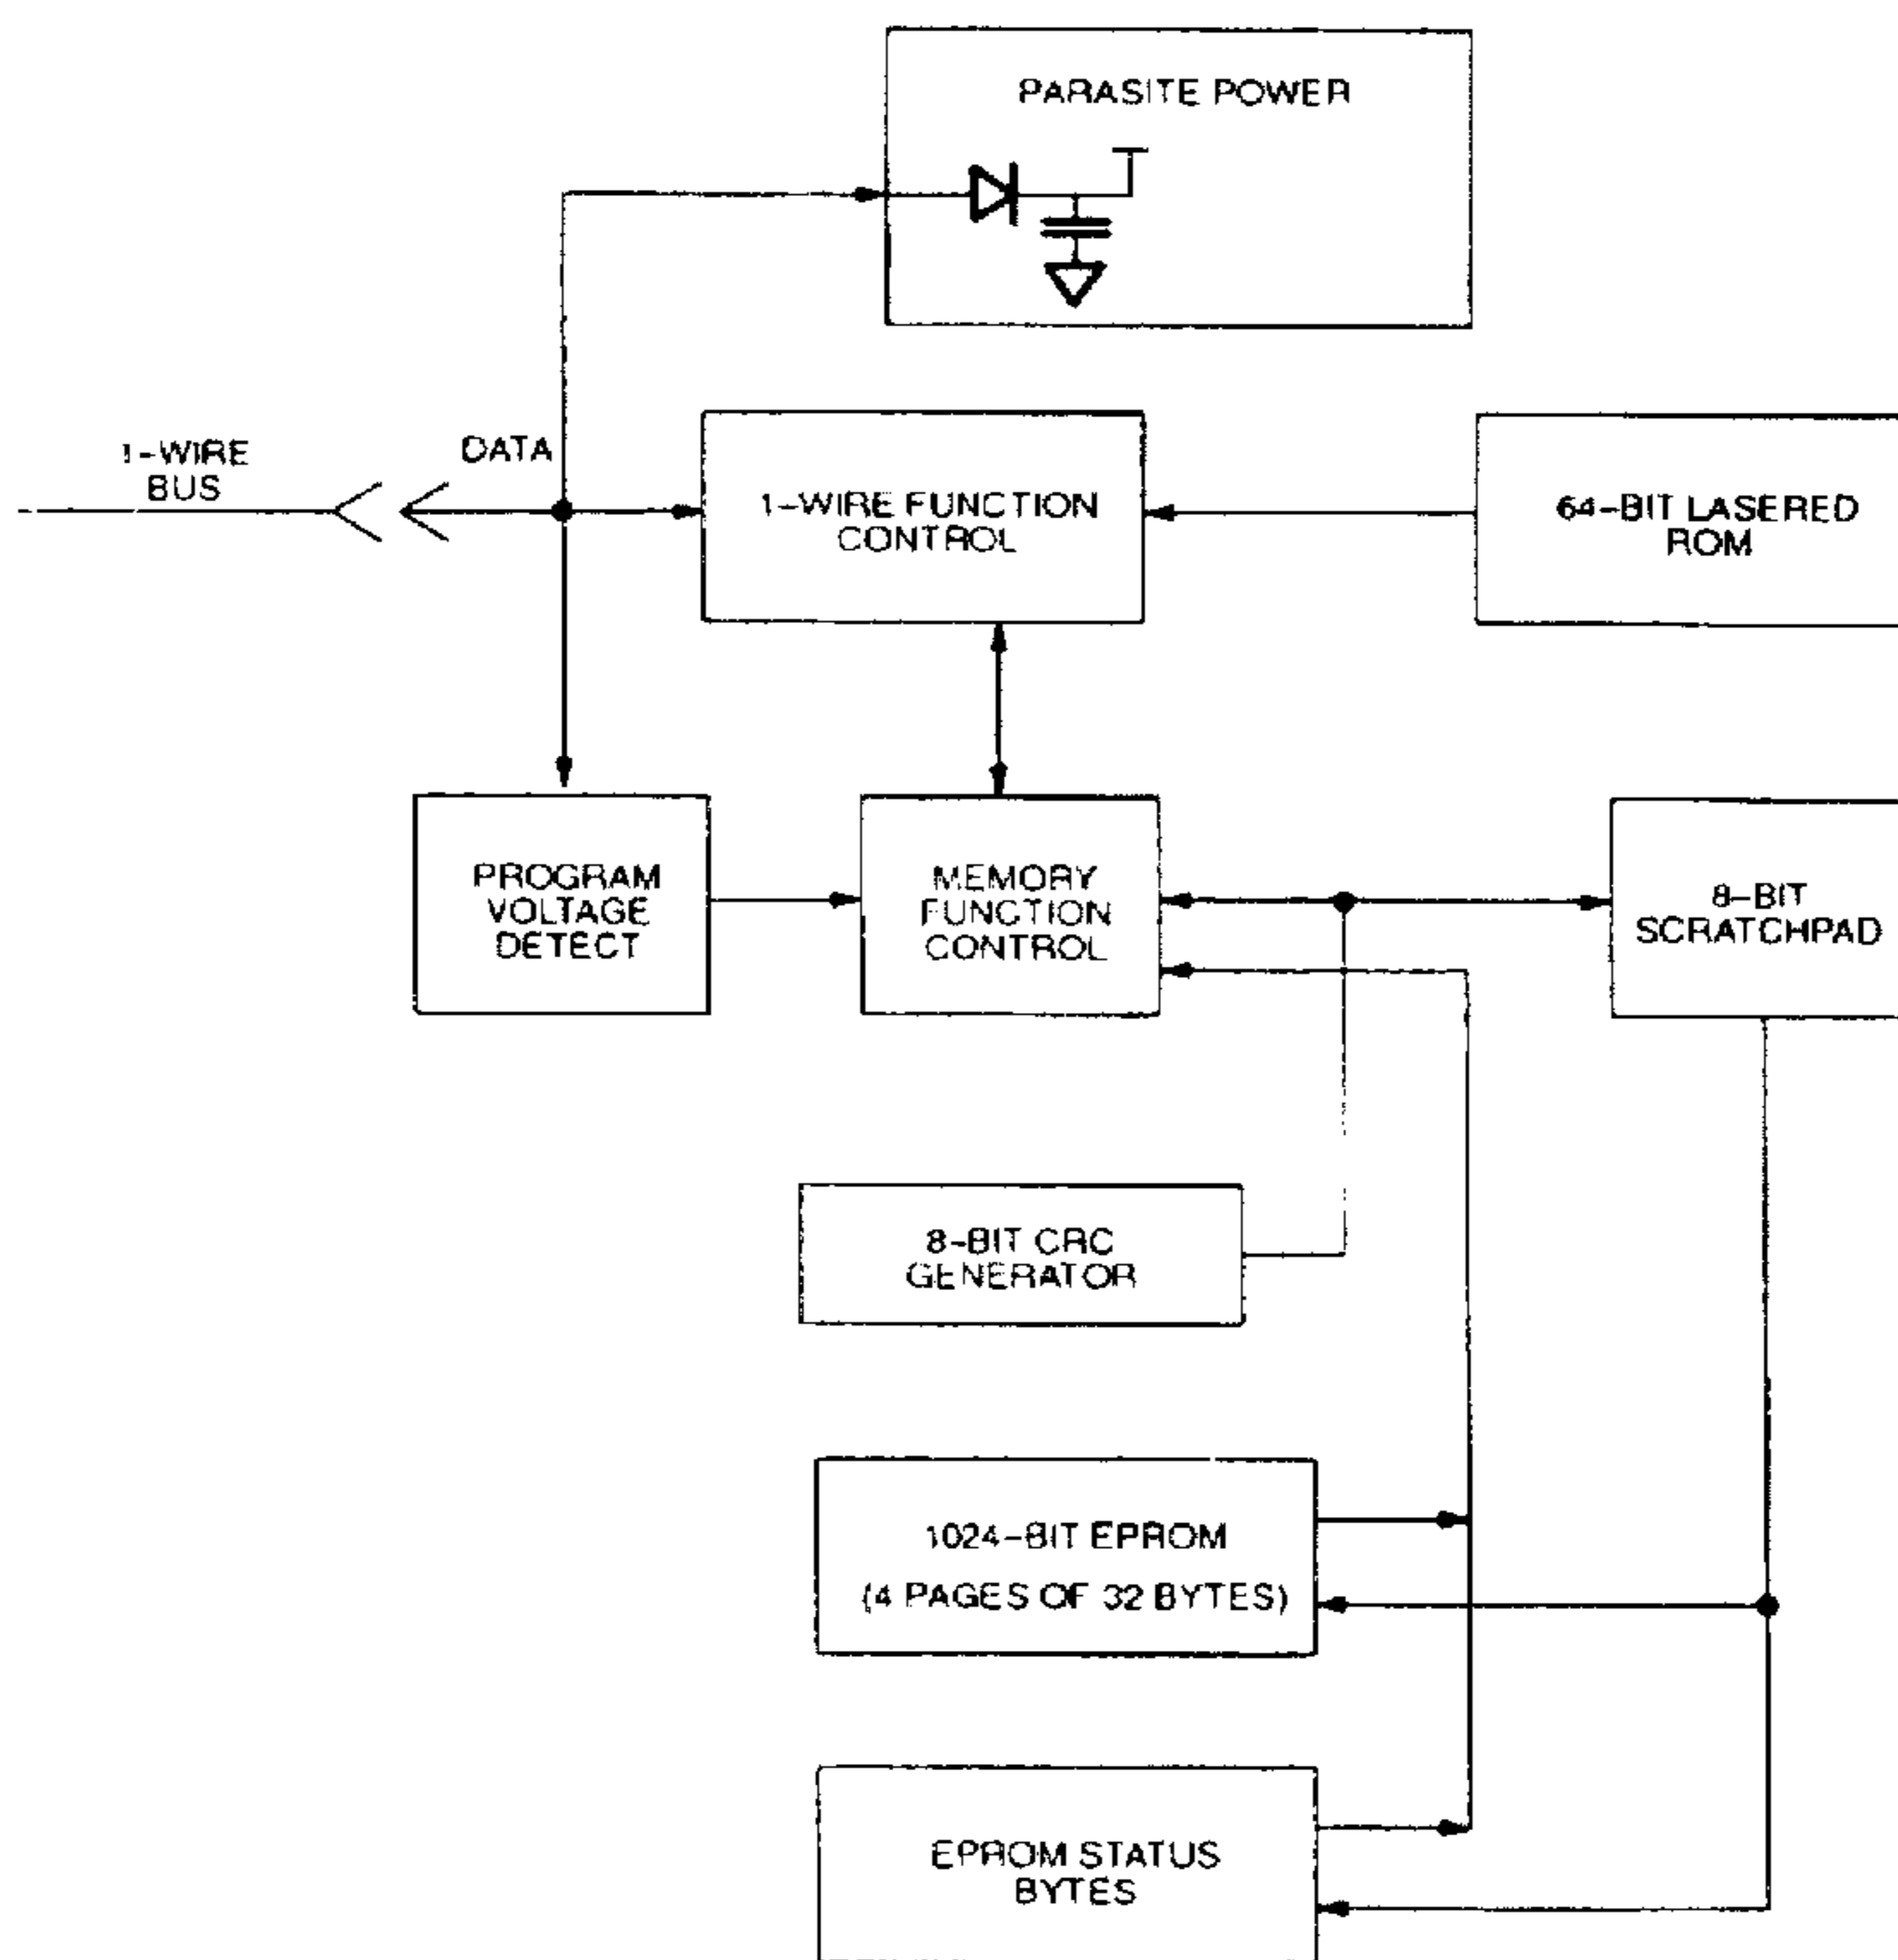 PARASITE POWER
1-WIRE
BUS
DATA
1-WIRE FUNCTION
CONTROL
64-BIT LASERED
ROM
PROGRAM
VOLTAGE
DETECT
MEMORY
FUNCTION
CONTROL
8-BIT
SCRATCHPAD
8-BIT CRC
GENERATOR
1024-BIT EPROM
(4 PAGES OF 32 BYTES)
EPROM STATUS
BYTES